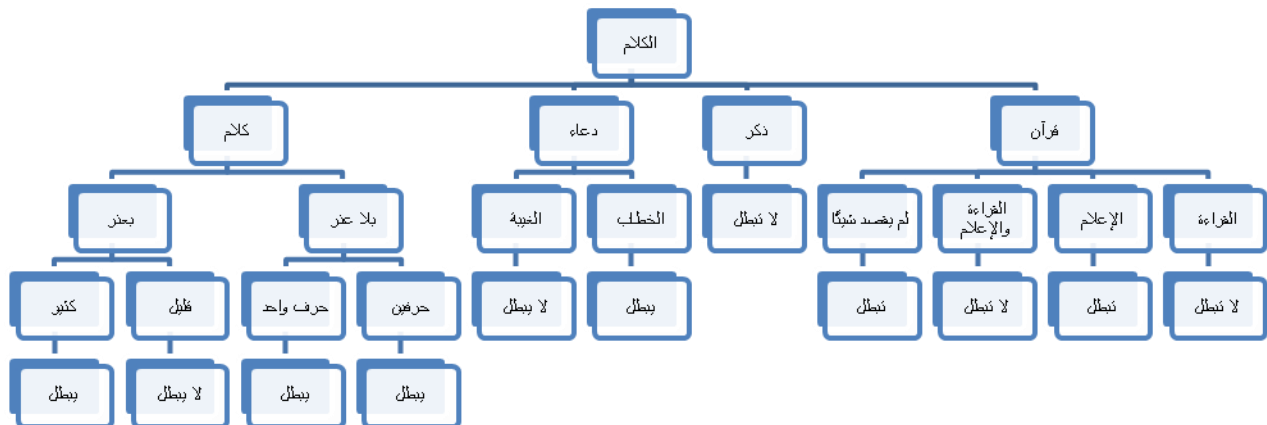 الكلام
قرآن
ذكر
دعاء
كلام
القراءة
الإعلام
القراءة
والإعلام
لم يقصد شيئًا
لا تبطل
الخطاب
الغيبة
بلا عذر
بعذر
لا تبطل
تبطل
لا تبطل
تبطل
يبطل
لا يبطل
حرفين
حرف واحد
قليل
كثير
يبطل
يبطل
لا يبطل
يبطل